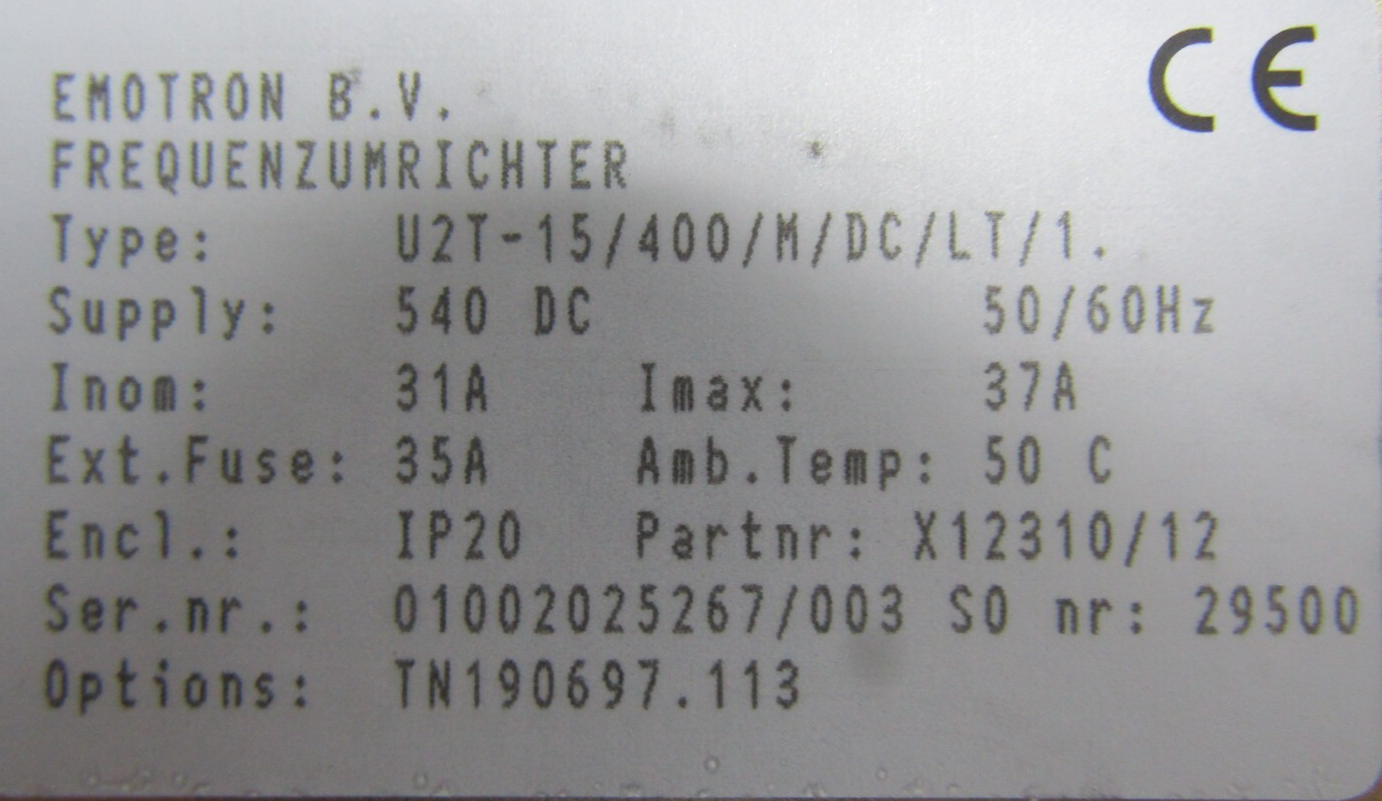 CE
EMOTRON B.V.
FREQUENZUMRICHTER
Type: U2T-15/400/M/DC/LT/1.
Supply: 540 DC 50/60Hz
Inom: 31A Imax: 37A
Ext.Fuse: 35A Amb.Temp: 50 C
Encl.: IP20 Partnr: X12310/12
Ser.nr.: 01002025267/003 SO nr: 29500
Options: TN190697.113